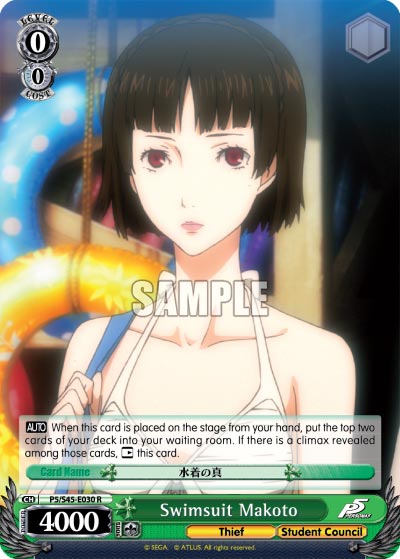 LEVEL
0
0
COST
SAMPLE
AUTO When this card is placed on the stage from your hand, put the top two
cards of your deck into your waiting room. If there is a climax revealed
among those cards, this card.
Card Name
水着の真
CH P5/S45-E030 R
P5
PERSONA5
4000
Swimsuit Makoto
Thief
Student Council
© SEGA. © ATLUS. All rights reserved.